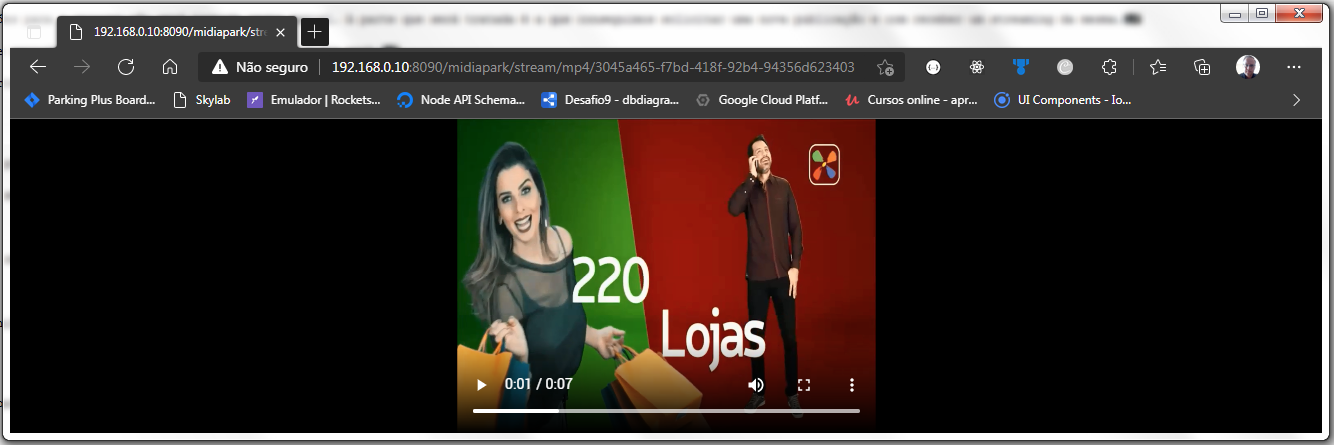 192.168.0.10:8090/midiapark/stre
Não seguro
192.168.0.10:8090/midiapark/stream/mp4/3045a465-f7bd-418f-92b4-94356d623403
Parking Plus Board...
Skylab
Emulador | Rockets...
Node API Schema...
Desafio9 - dbdiagra...
Google Cloud Platf...
Cursos online - apr...
UI Components - Io...
220
Lojas
0:01 / 0:07